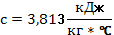 c = 3,813 кДж / кг * ℃